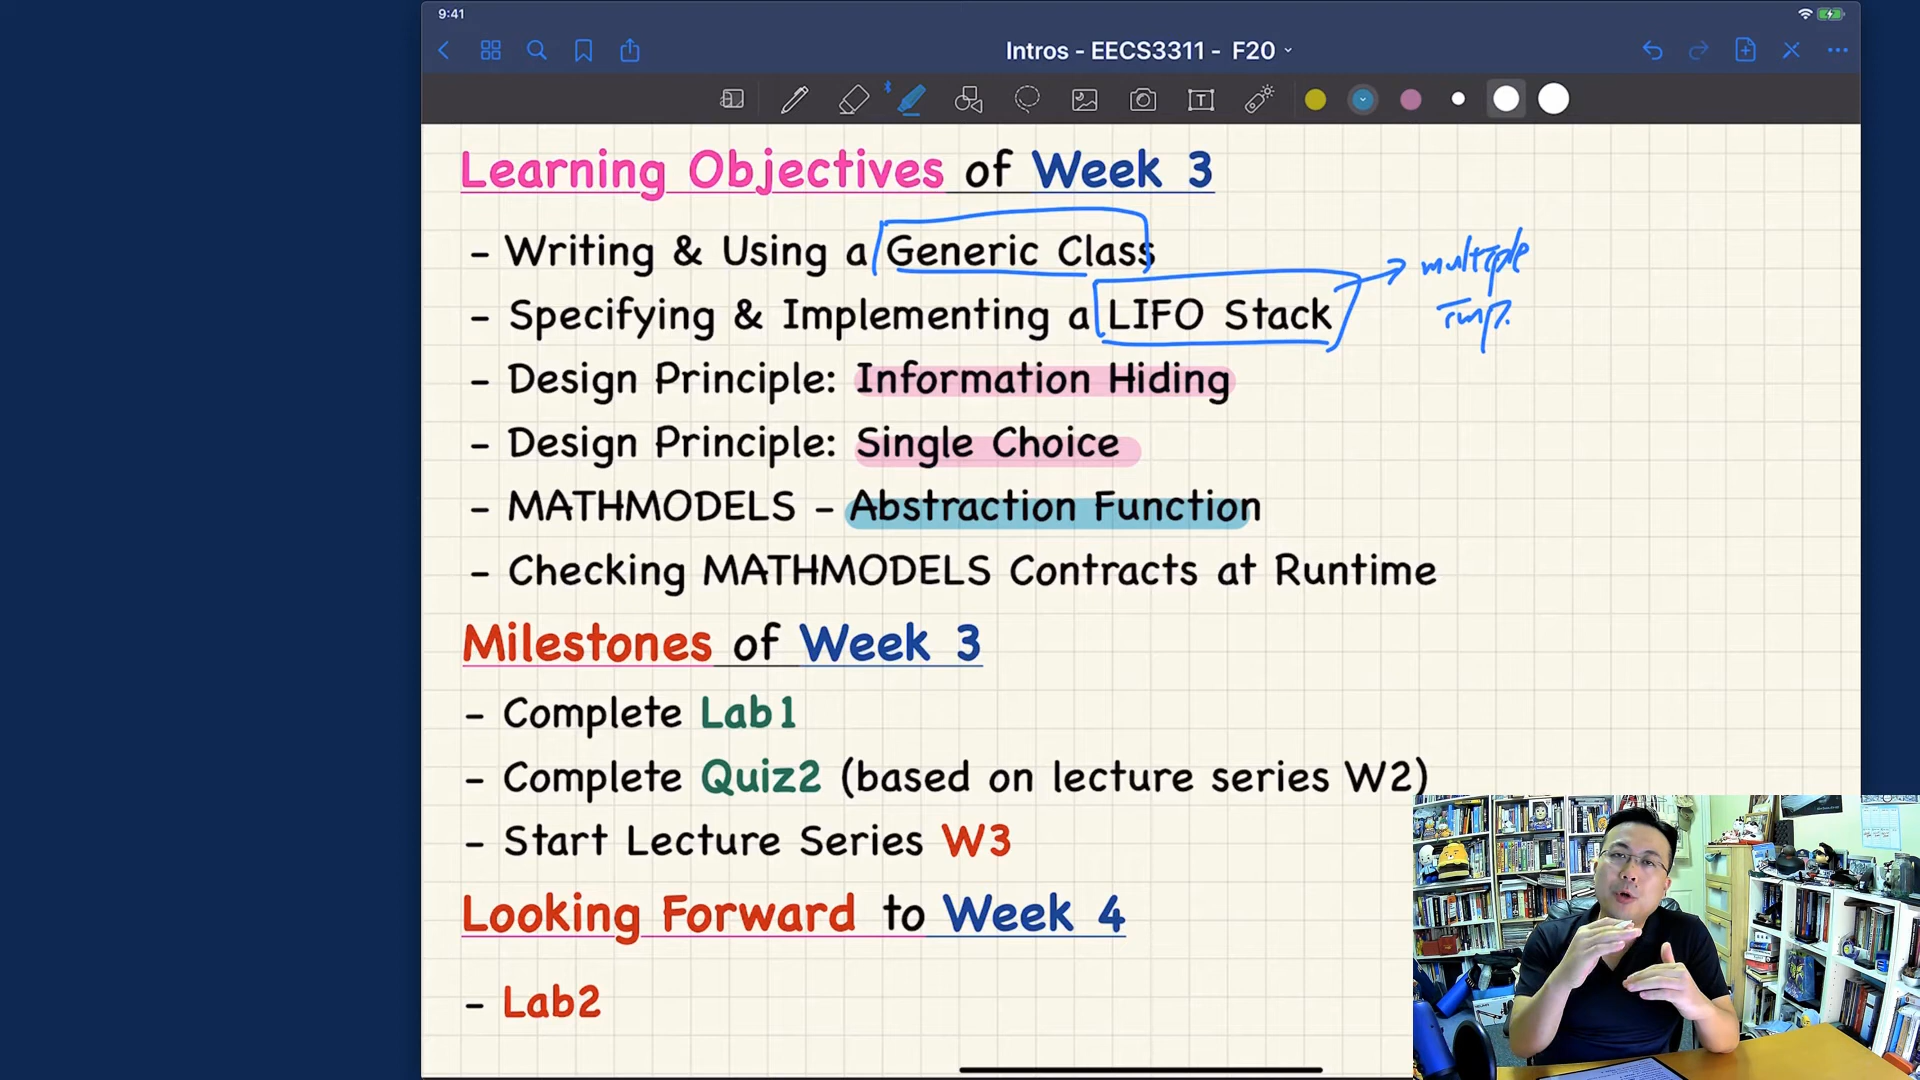 9:41
Intros - EECS3311 - F20
Learning Objectives of Week 3
- Writing & Using a Generic Class
- Specifying & Implementing a LIFO Stack
multiple
Imp.
- Design Principle: Information Hiding
- Design Principle: Single Choice
- MATHMODELS - Abstraction Function
- Checking MATHMODELS Contracts at Runtime
Milestones of Week 3
- Complete Lab1
- Complete Quiz2 (based on lecture series W2)
- Start Lecture Series W3
Looking Forward to Week 4
- Lab2